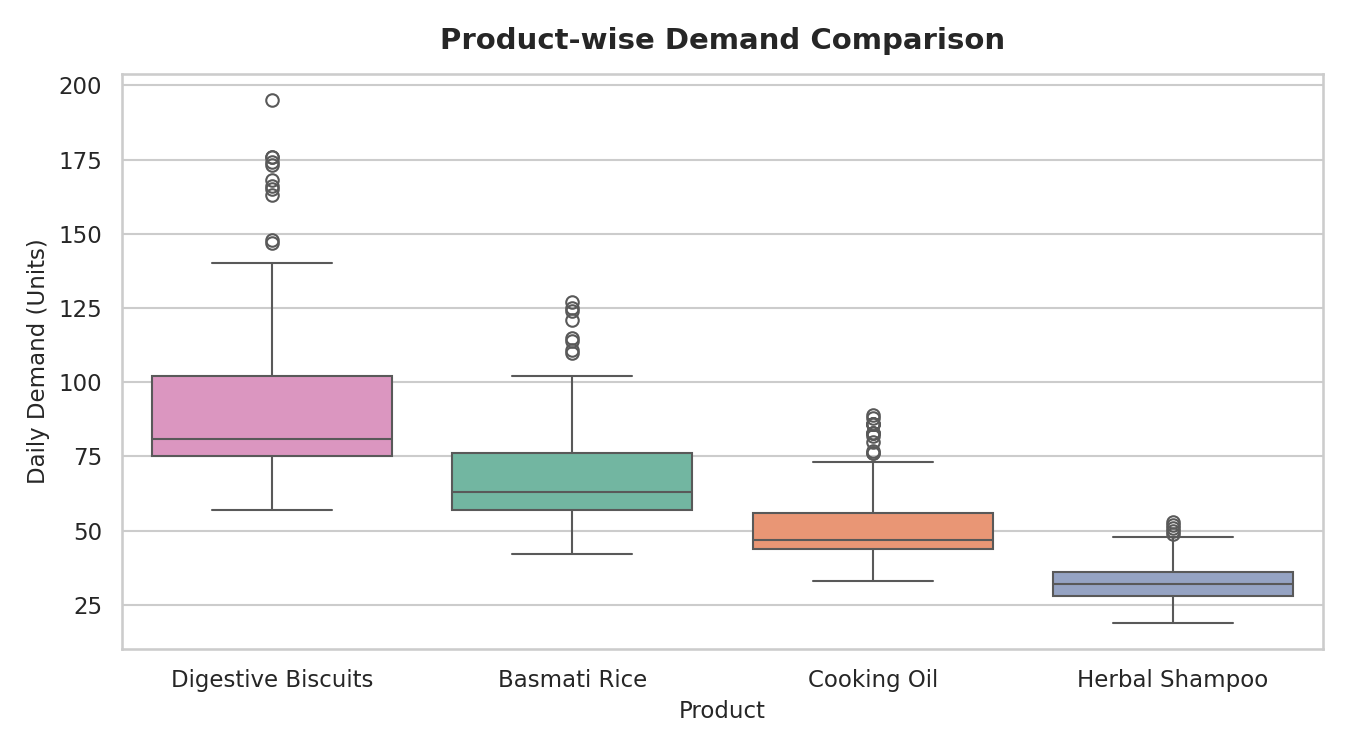 Product-wise Demand Comparison
200
175
150
125
100
75
50
25
Daily Demand (Units)
Digestive Biscuits
Basmati Rice
Cooking Oil
Herbal Shampoo
Product